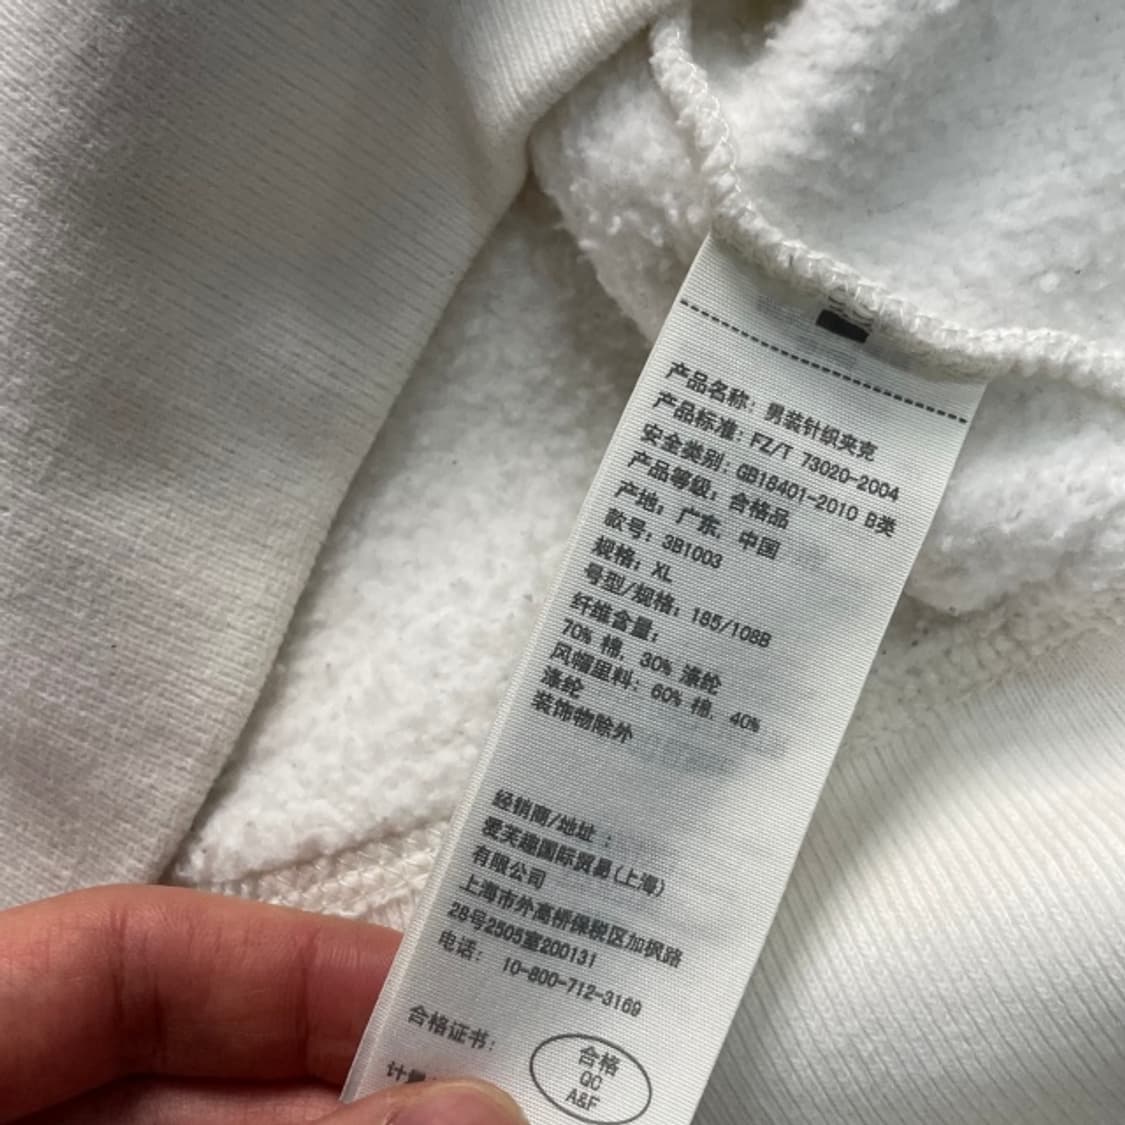 产品名称: 男装针织夹克
产品标准: FZ/T 73020-2004
安全类别: GB18401-2010 B类
产品等级: 合格品
产地: 广东, 中国
款号: 3B1003
规格: XL
号型/规格: 185/108B
纤维含量:
70% 棉, 30% 涤纶
风帽里料: 60% 棉, 40%
涤纶
装饰物除外
经销商/地址 :
爱芙趣国际贸易(上海)
有限公司
上海市外高桥保税区加枫路
28号2505室200131
电话: 10-800-712-3169
合格证书:
合格
QC
A&F
计量